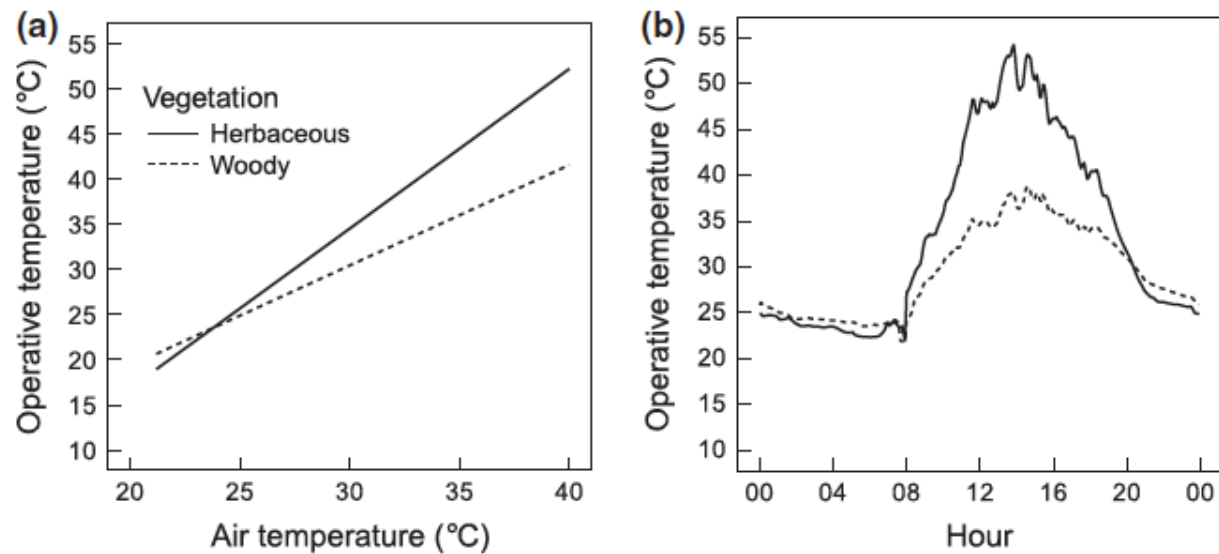 (a)
Operative temperature (°C)
55
50
45
40
35
30
25
20
15
10
Vegetation
Herbaceous
Woody
20 25 30 35 40
Air temperature (°C)
(b)
Operative temperature (°C)
55
50
45
40
35
30
25
20
15
10
00 04 08 12 16 20 00
Hour